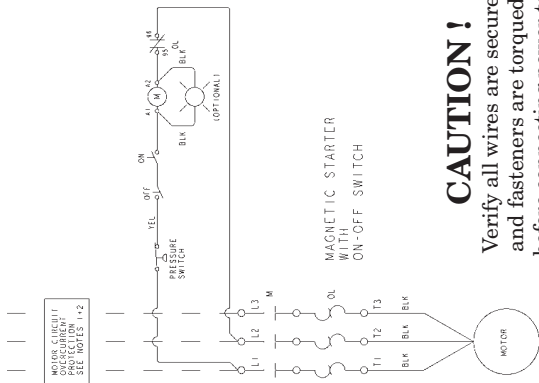 MOTOR CIRCUIT
OVERCURRENT
PROTECTION
SEE NOTES 1+2
PRESSURE
SWITCH
YEL
OFF
ON
A1
M
A2
95
96
OL
BLK
BLK
(OPTIONAL)
L1
L2
L3
M
OL
T1
T2
T3
BLK
BLK
BLK
MOTOR
MAGNETIC STARTER
WITH
ON-OFF SWITCH
CAUTION !
Verify all wires are secure
and fasteners are torqued